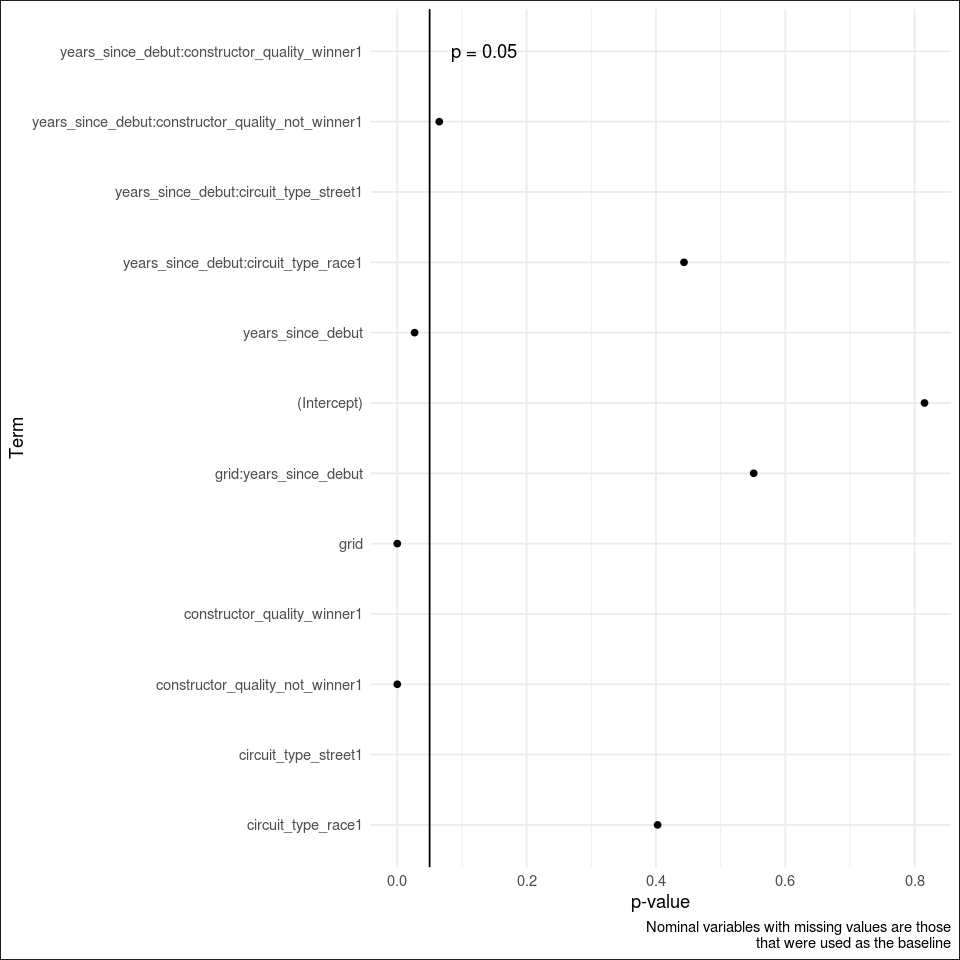 years_since_debut:constructor_quality_winner1
p = 0.05
years_since_debut:constructor_quality_not_winner1
years_since_debut:circuit_type_street1
years_since_debut:circuit_type_race1
years_since_debut
(Intercept)
grid:years_since_debut
grid
constructor_quality_winner1
constructor_quality_not_winner1
circuit_type_street1
circuit_type_race1
Term
0.0 0.2 0.4 0.6 0.8
p-value
Nominal variables with missing values are those
that were used as the baseline